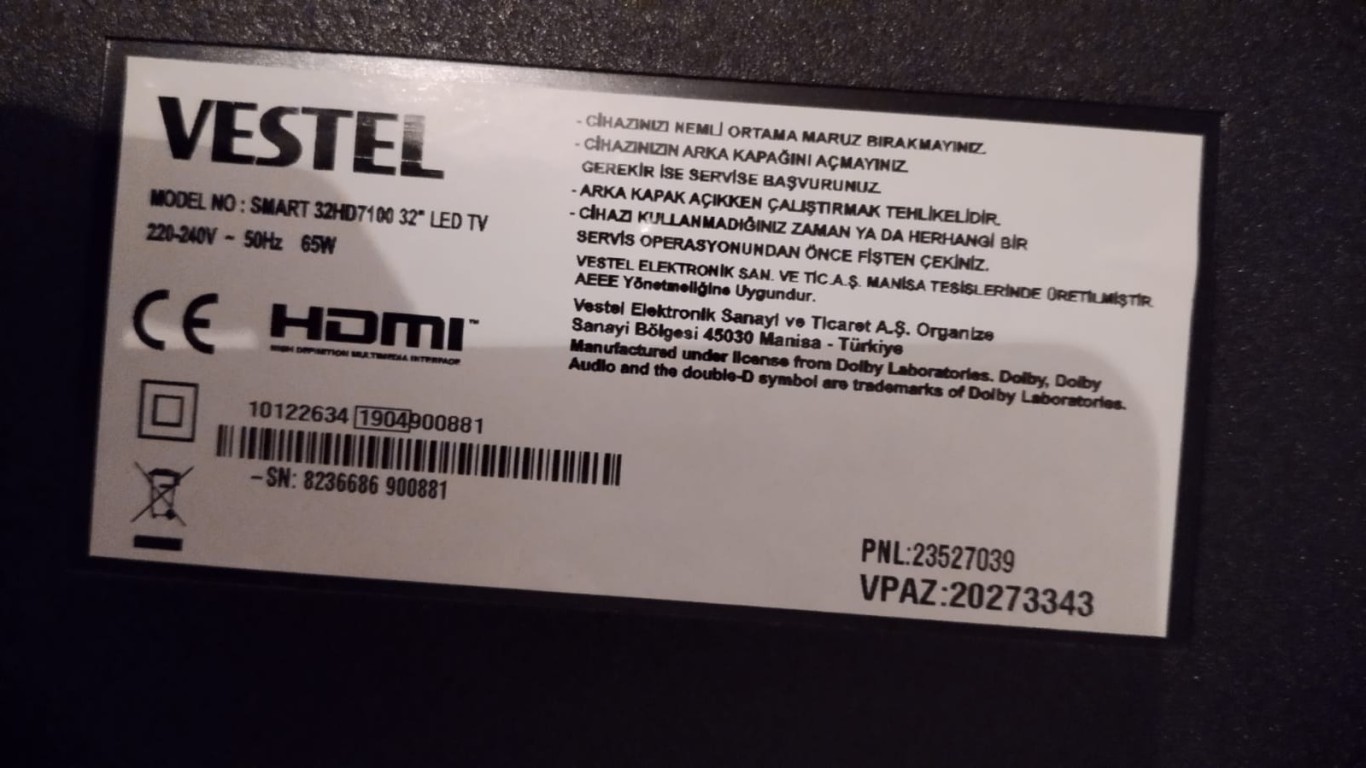 VESTEL
MODEL NO : SMART 32HD7100 32" LED TV
220-240V ~ 50Hz 65W
CE HDMI™
HIGH DEFINITION MULTIMEDIA INTERFACE
10122634 1904900881
-SN: 8236686 900881
- CİHAZINIZI NEMLİ ORTAMA MARUZ BIRAKMAYINIZ.
- CİHAZINIZIN ARKA KAPAĞINI AÇMAYINIZ.
GEREKİR İSE SERVİSE BAŞVURUNUZ.
- ARKA KAPAK AÇIKKEN ÇALIŞTIRMAK TEHLİKELİDİR.
- CİHAZI KULLANMADIĞINIZ ZAMAN YA DA HERHANGİ BİR
SERVİS OPERASYONUNDAN ÖNCE FİŞTEN ÇEKİNİZ.
VESTEL ELEKTRONİK SAN. VE TİC.A.Ş. MANİSA TESİSLERİNDE ÜRETİLMİŞTİR.
AEEE Yönetmeliğine Uygundur.
Vestel Elektronik Sanayi ve Ticaret A.Ş. Organize
Sanayi Bölgesi 45030 Manisa - Türkiye
Manufactured under license from Dolby Laboratories. Dolby, Dolby
Audio and the double-D symbol are trademarks of Dolby Laboratories.
PNL:23527039
VPAZ:20273343